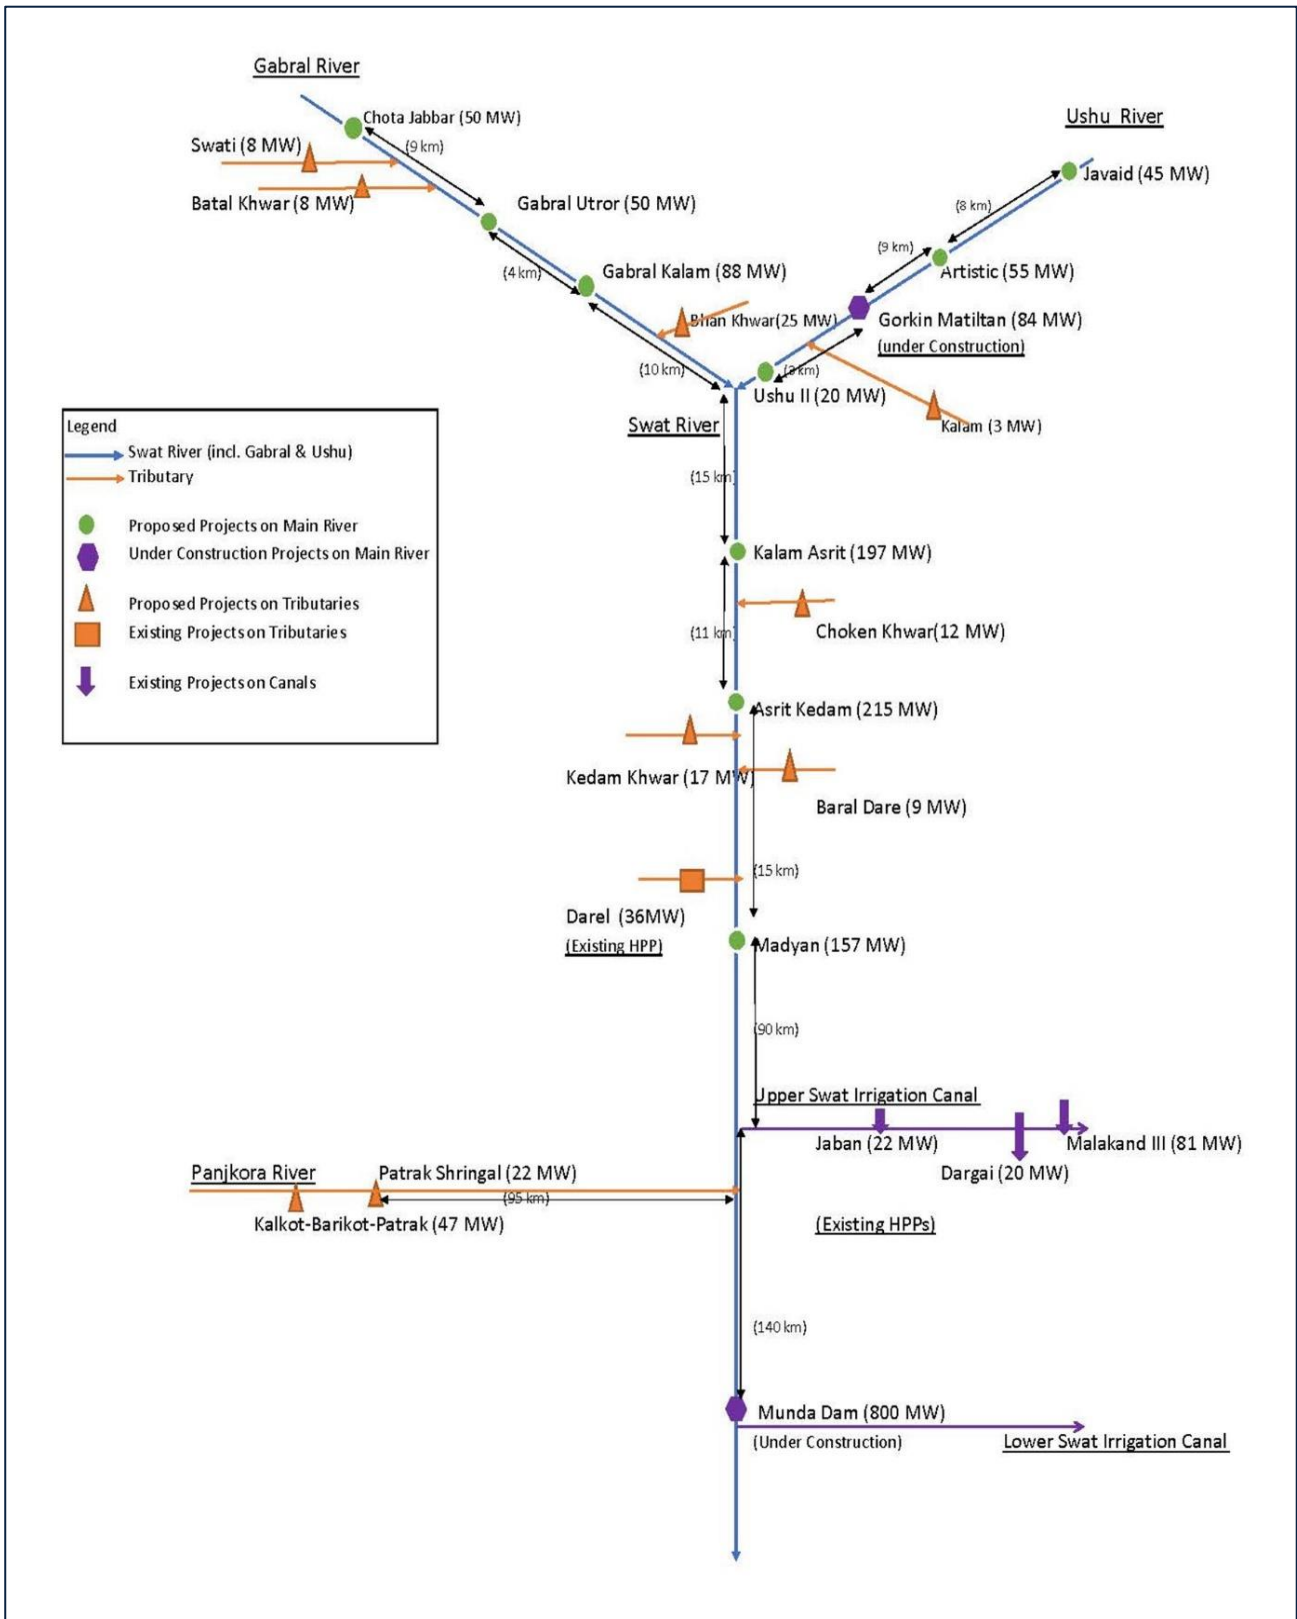 Gabral River
Chota Jabbar (50 MW)
Ushu River
Swati (8 MW)
(9 km)
Javaid (45 MW)
Batal Khwar (8 MW)
Gabral Utror (50 MW)
(8 km)
(9 km)
(4 km)
Gabral Kalam (88 MW)
Artistic (55 MW)
Bhan Khwar(25 MW)
Gorkin Matiltan (84 MW)
(under Construction)
(10 km)
(3 km)
Ushu II (20 MW)
Kalam (3 MW)
Swat River
Legend
Swat River (incl. Gabral & Ushu)
Tributary
Proposed Projects on Main River
Under Construction Projects on Main River
Proposed Projects on Tributaries
Existing Projects on Tributaries
Existing Projects on Canals
(15 km)
Kalam Asrit (197 MW)
(11 km)
Choken Khwar(12 MW)
Asrit Kedam (215 MW)
Kedam Khwar (17 MW)
Baral Dare (9 MW)
(15 km)
Darel (36MW)
(Existing HPP)
Madyan (157 MW)
(90 km)
Upper Swat Irrigation Canal
Jaban (22 MW)
Malakand III (81 MW)
Dargai (20 MW)
Panjkora River
Patrak Shringal (22 MW)
(95 km)
Kalkot-Barikot-Patrak (47 MW)
(Existing HPPs)
(140 km)
Munda Dam (800 MW)
(Under Construction)
Lower Swat Irrigation Canal